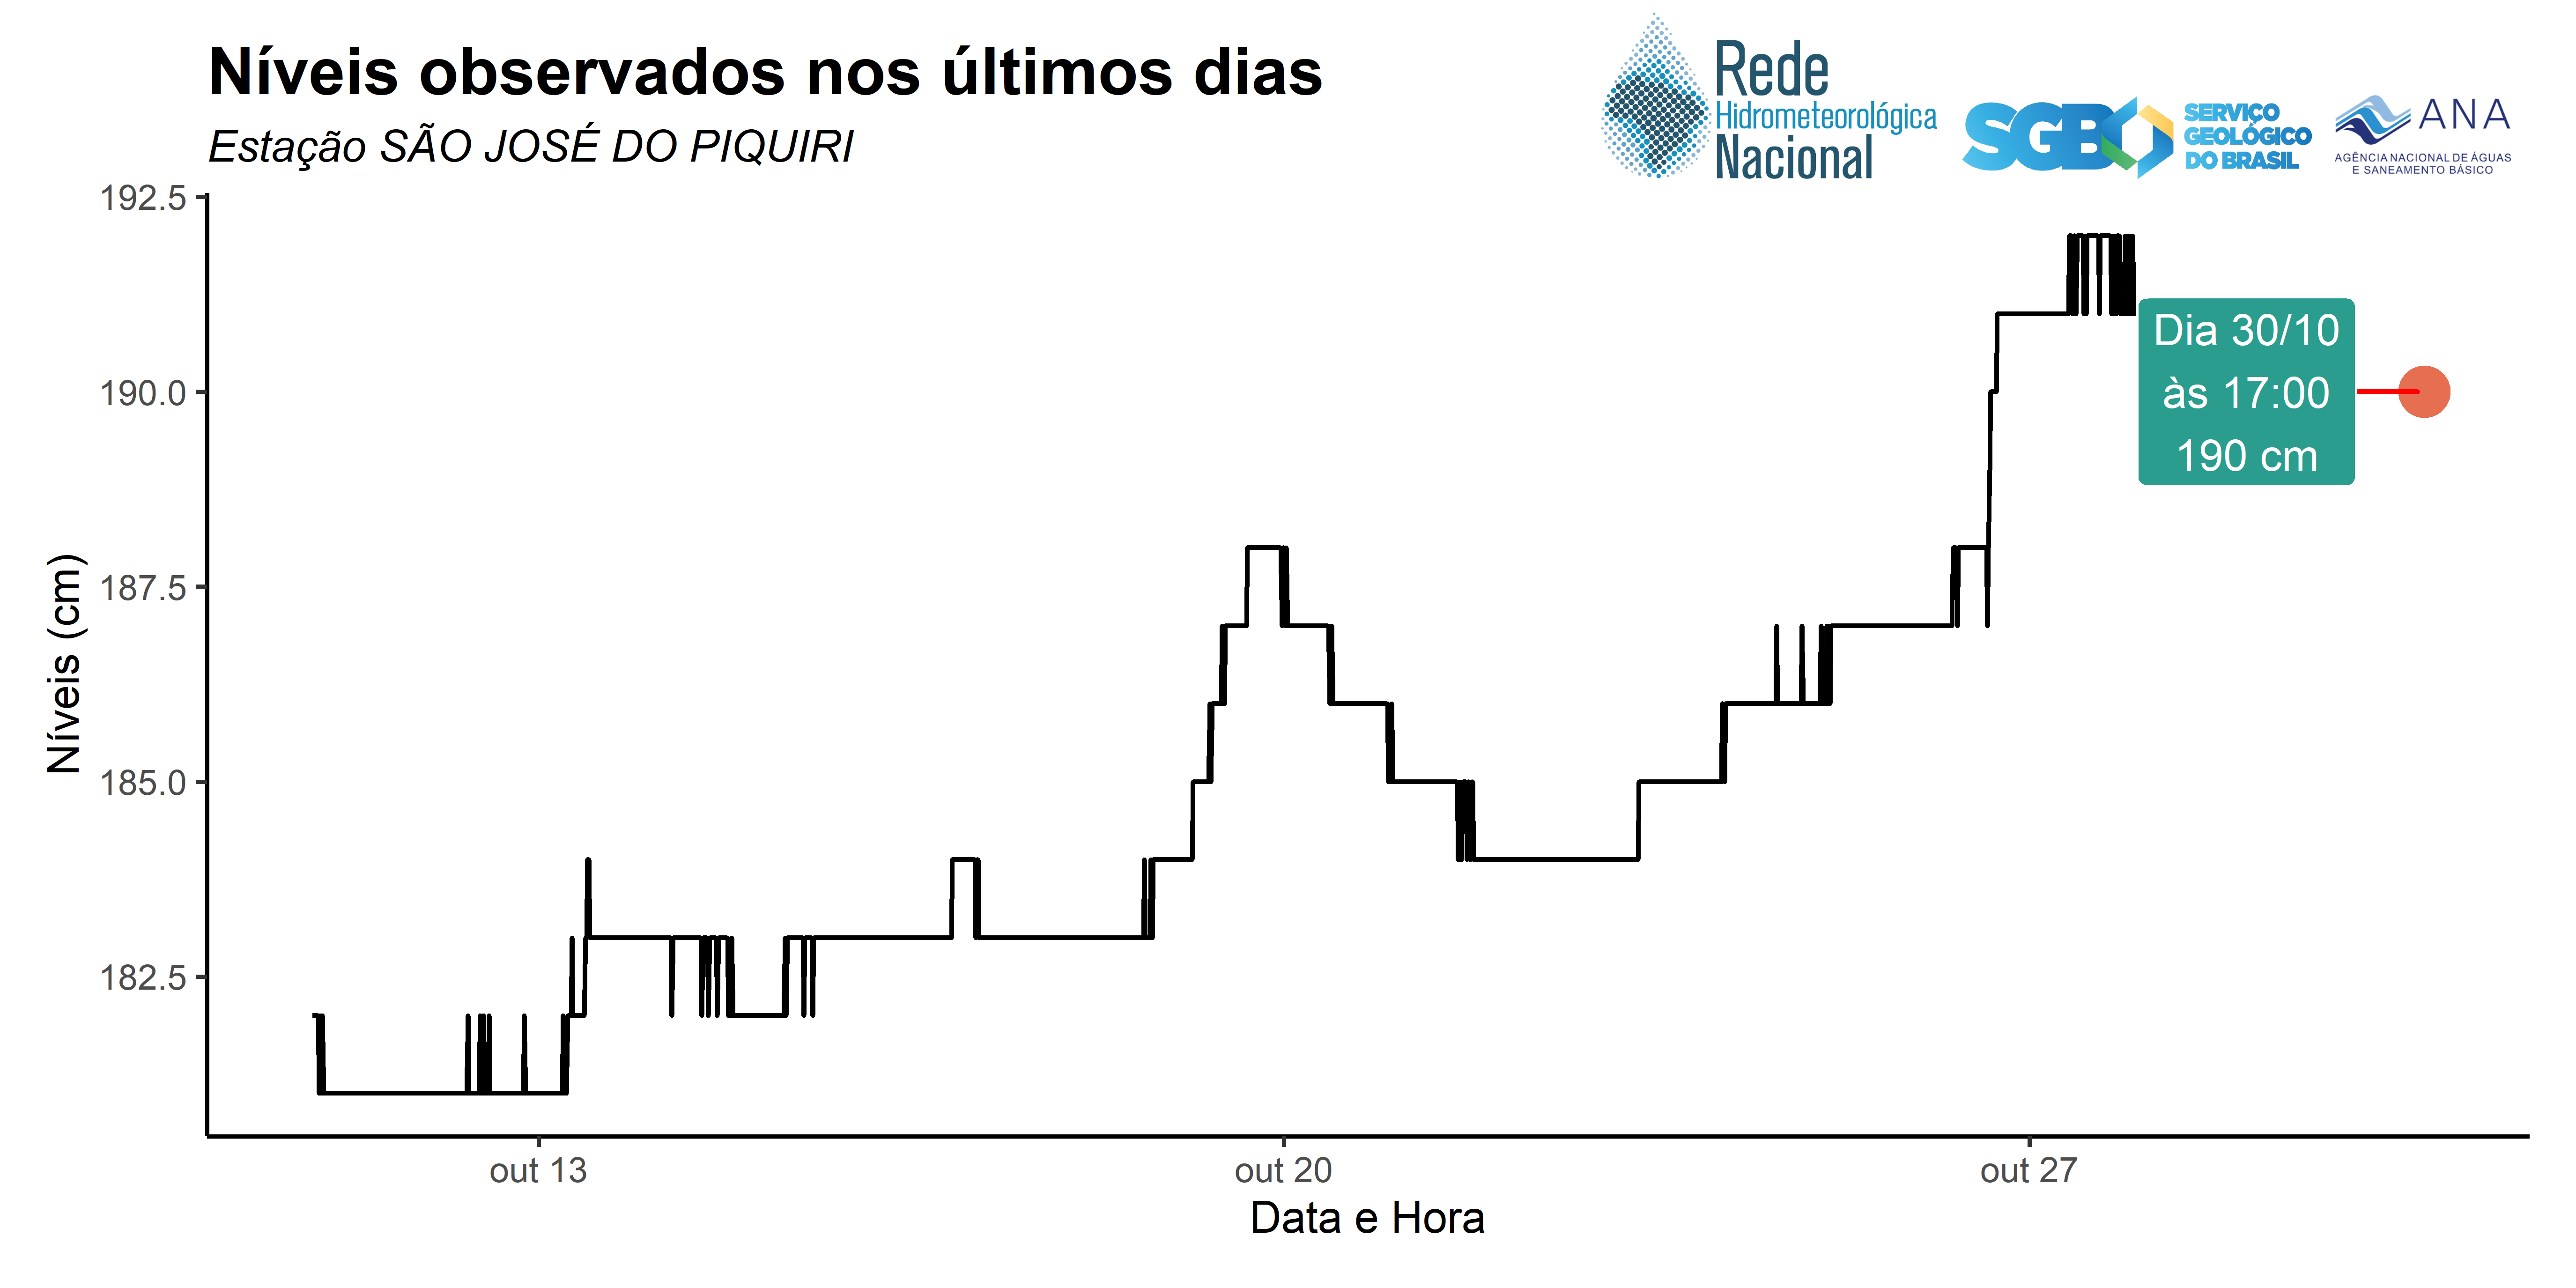 Níveis observados nos últimos dias
Estação SÃO JOSÉ DO PIQUIRI
Rede
Hidrometeorológica
Nacional
SGB
SERVIÇO
GEOLÓGICO
DO BRASIL
ANA
AGÊNCIA NACIONAL DE ÁGUAS
E SANEAMENTO BÁSICO
192.5
190.0
187.5
185.0
182.5
Níveis (cm)
Dia 30/10
às 17:00
190 cm
out 13
out 20
out 27
Data e Hora